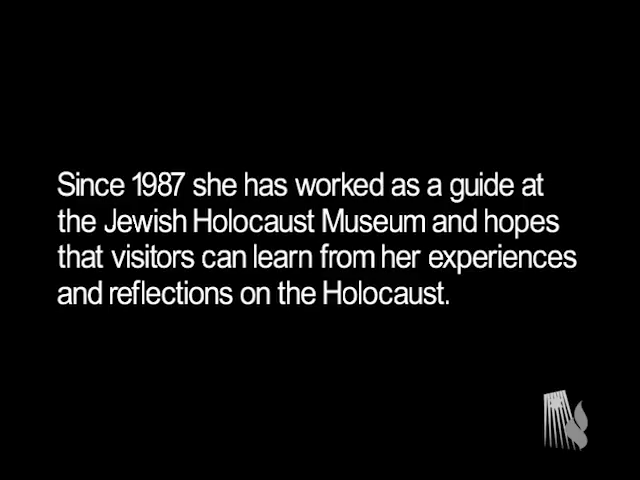 Since 1987 she has worked as a guide at
the Jewish Holocaust Museum and hopes
that visitors can learn from her experiences
and reflections on the Holocaust.